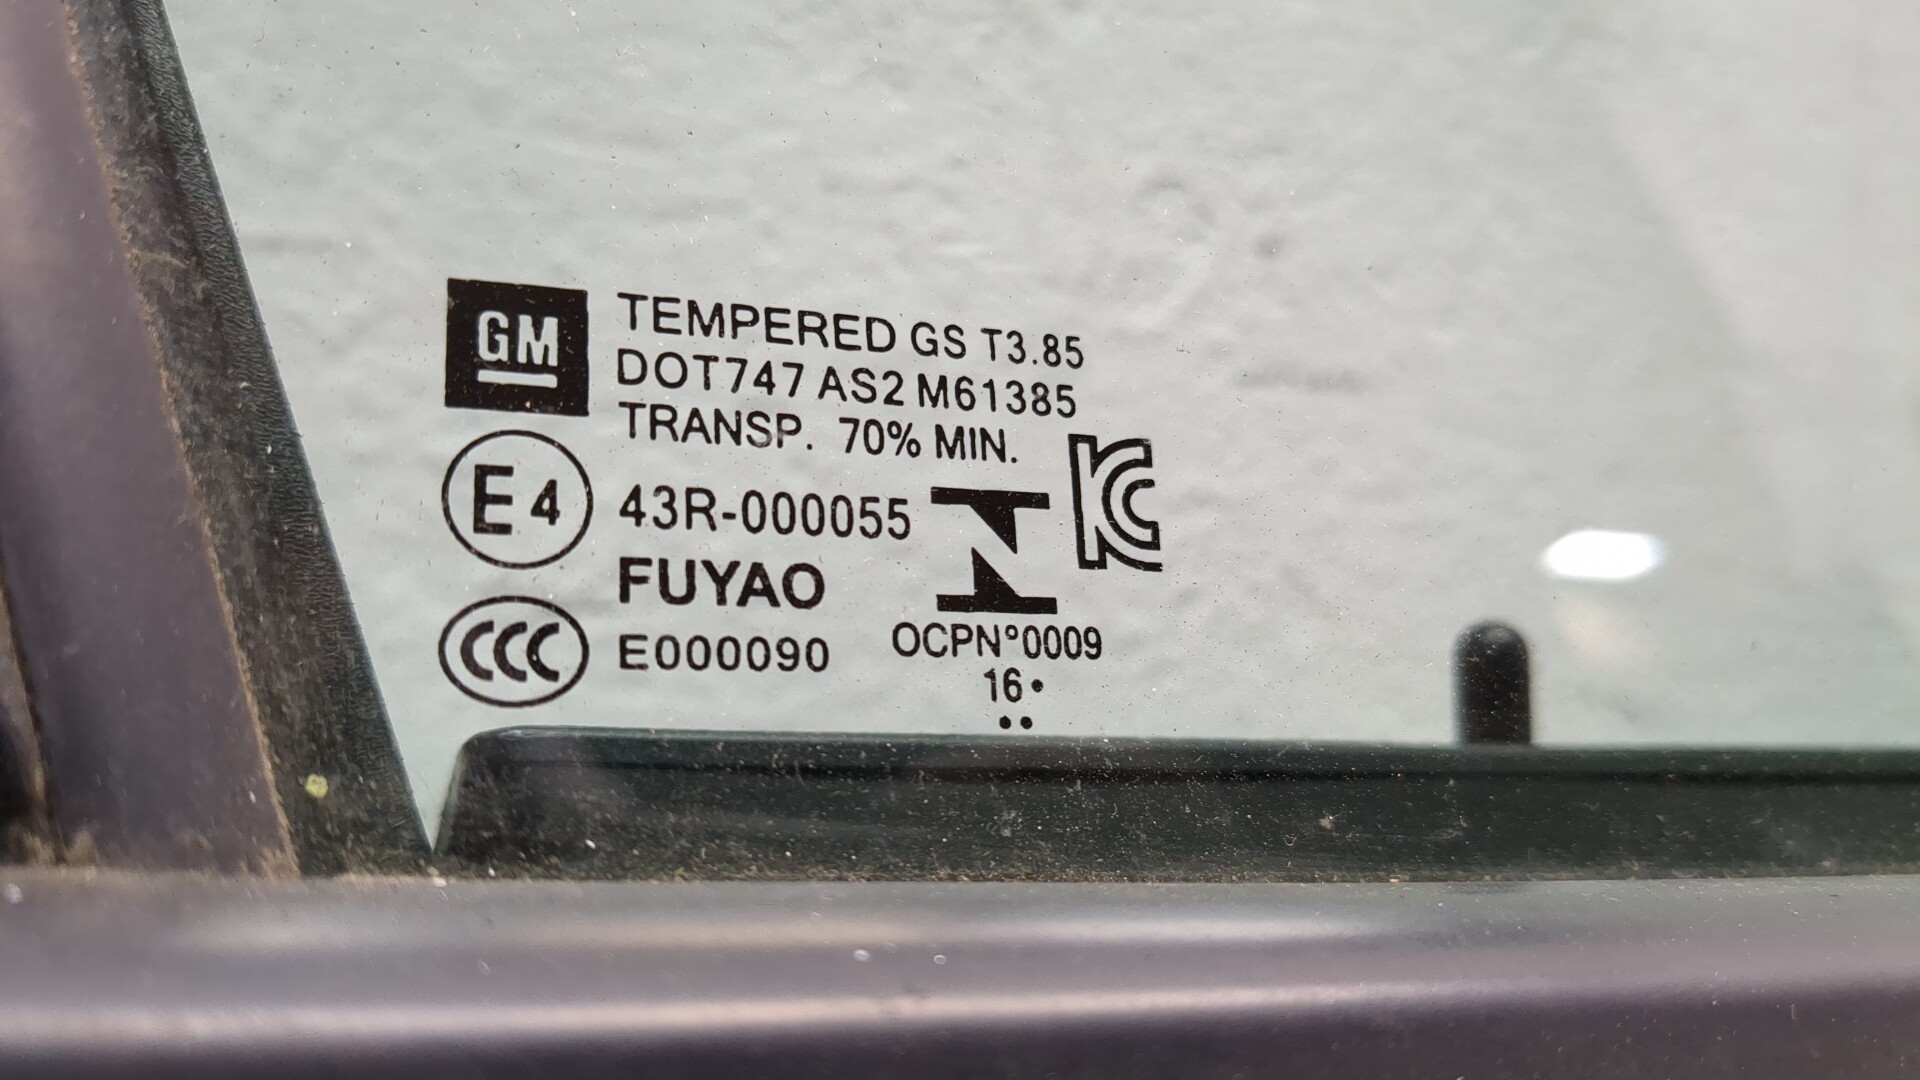 GM
TEMPERED GS T3.85
DOT747 AS2 M61385
TRANSP. 70% MIN.
E4 43R-000055
FUYAO
CCC E000090
OCPN°0009
16•
••
KC